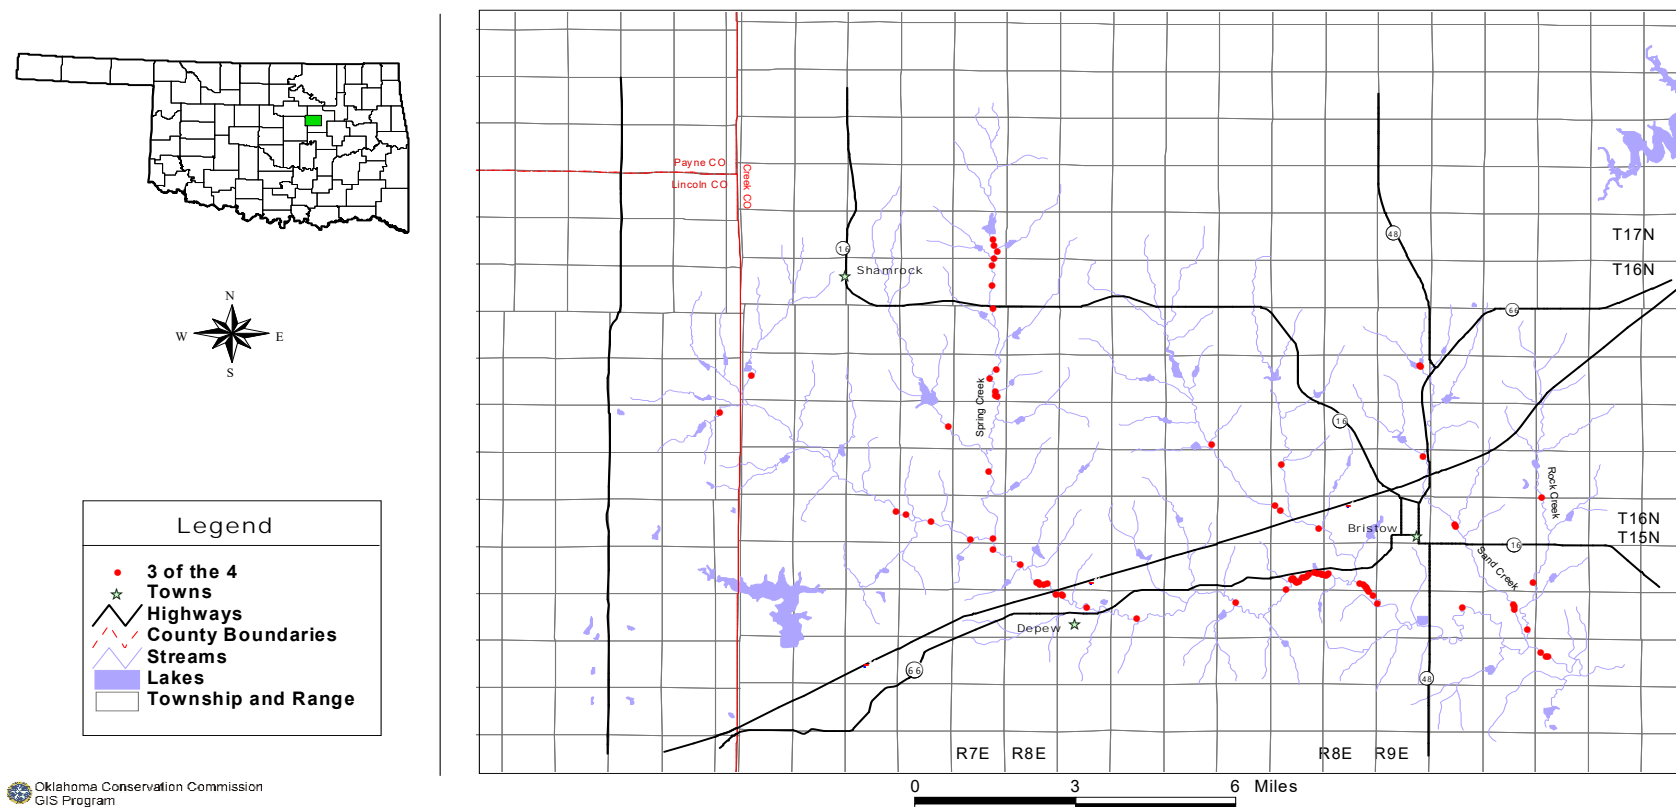 N
W
E
S
Legend
3 of the 4
Towns
Highways
County Boundaries
Streams
Lakes
Township and Range
Oklahoma Conservation Commission
GIS Program
Payne CO
Lincoln CO
Creek CO
16
Shamrock
48
T17N
T16N
66
Spring Creek
16
Rock Creek
T16N
T15N
Bristow
16
Sand Creek
Depew
66
48
R7E
R8E
R8E
R9E
0
3
6
Miles